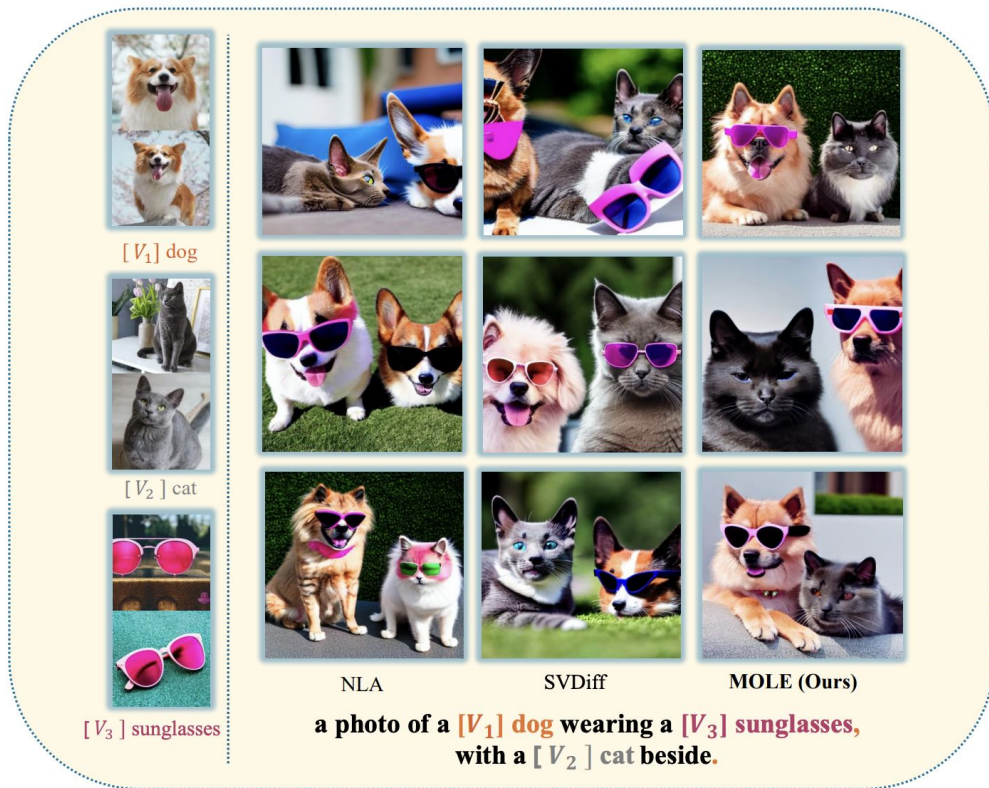 [V₁] dog
[V₂] cat
[V₃] sunglasses
NLA
SVDiff
MOLE (Ours)
a photo of a [V₁] dog wearing a [V₃] sunglasses,
with a [V₂] cat beside.